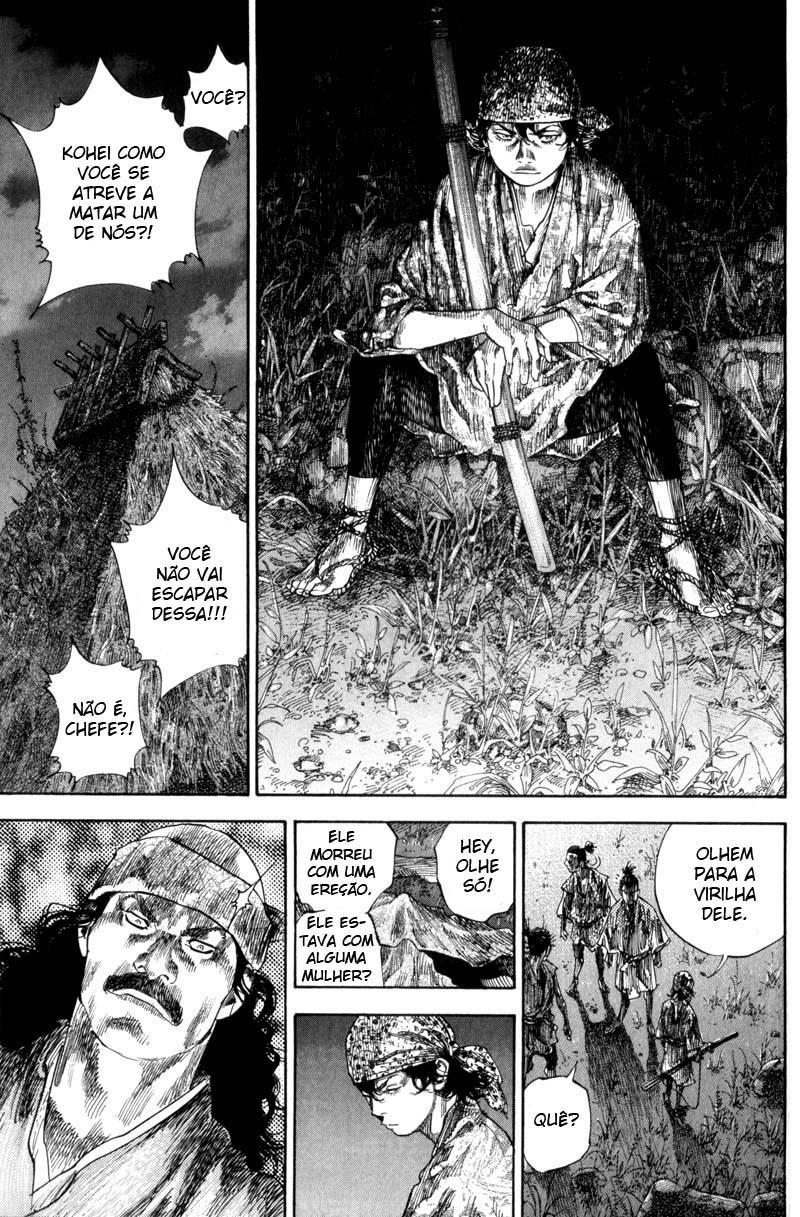 VOCÊ?
KOHEI COMO
VOCÊ SE
ATREVE A
MATAR UM
DE NÓS?!
VOCÊ
NÃO VAI
ESCAPAR
DESSA!!!
NÃO É,
CHEFE?!
OLHEM
PARA A
VIRILHA
DELE.
QUÊ?
HEY,
OLHE
SÓ!
ELE
MORREU
COM UMA
EREÇÃO.
ELE ES-
TAVA COM
ALGUMA
MULHER?